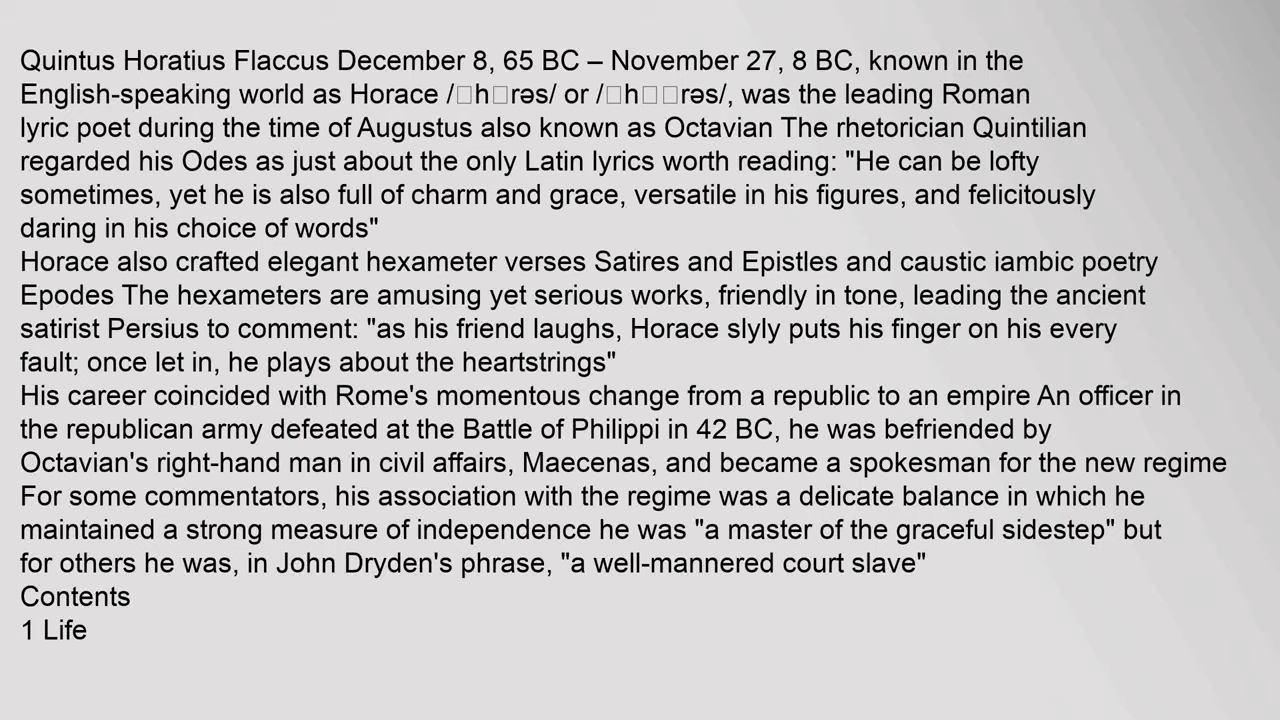 Quintus Horatius Flaccus December 8, 65 BC – November 27, 8 BC, known in the
English-speaking world as Horace /□h□rəs/ or /□h□□rəs/, was the leading Roman
lyric poet during the time of Augustus also known as Octavian The rhetorician Quintilian
regarded his Odes as just about the only Latin lyrics worth reading: "He can be lofty
sometimes, yet he is also full of charm and grace, versatile in his figures, and felicitously
daring in his choice of words"
Horace also crafted elegant hexameter verses Satires and Epistles and caustic iambic poetry
Epodes The hexameters are amusing yet serious works, friendly in tone, leading the ancient
satirist Persius to comment: "as his friend laughs, Horace slyly puts his finger on his every
fault; once let in, he plays about the heartstrings"
His career coincided with Rome's momentous change from a republic to an empire An officer in
the republican army defeated at the Battle of Philippi in 42 BC, he was befriended by
Octavian's right-hand man in civil affairs, Maecenas, and became a spokesman for the new regime
For some commentators, his association with the regime was a delicate balance in which he
maintained a strong measure of independence he was "a master of the graceful sidestep" but
for others he was, in John Dryden's phrase, "a well-mannered court slave"
Contents
1 Life